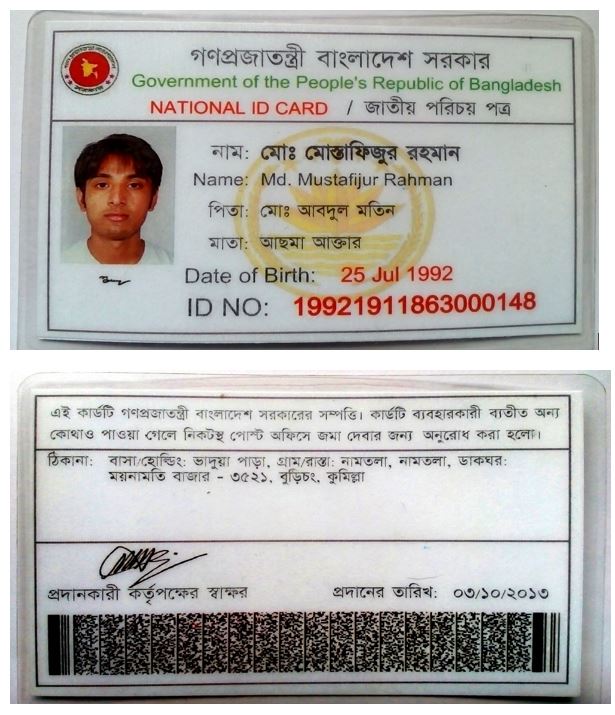 গণপ্রজাতন্ত্রী বাংলাদেশ সরকার
Government of the People's Republic of Bangladesh
NATIONAL ID CARD / জাতীয় পরিচয় পত্র
নাম: মোঃ মোস্তাফিজুর রহমান
Name: Md. Mustafijur Rahman
পিতা: মোঃ আবদুল মতিন
মাতা: আছমা আক্তার
Date of Birth: 25 Jul 1992
ID NO: 19921911863000148
এই কার্ডটি গণপ্রজাতন্ত্রী বাংলাদেশ সরকারের সম্পত্তি। কার্ডটি ব্যবহারকারী ব্যতীত অন্য
কোথাও পাওয়া গেলে নিকটস্থ পোস্ট অফিসে জমা দেবার জন্য অনুরোধ করা হলো।
ঠিকানা: বাসা/হোল্ডিং: ভাদুয়া পাড়া, গ্রাম/রাস্তা: নামতলা, নামতলা, ডাকঘর:
ময়নামতি বাজার - ৩৫২১, বুড়িচং, কুমিল্লা
প্রদানকারী কর্তৃপক্ষের স্বাক্ষর প্রদানের তারিখ: ০৩/১০/২০১৩